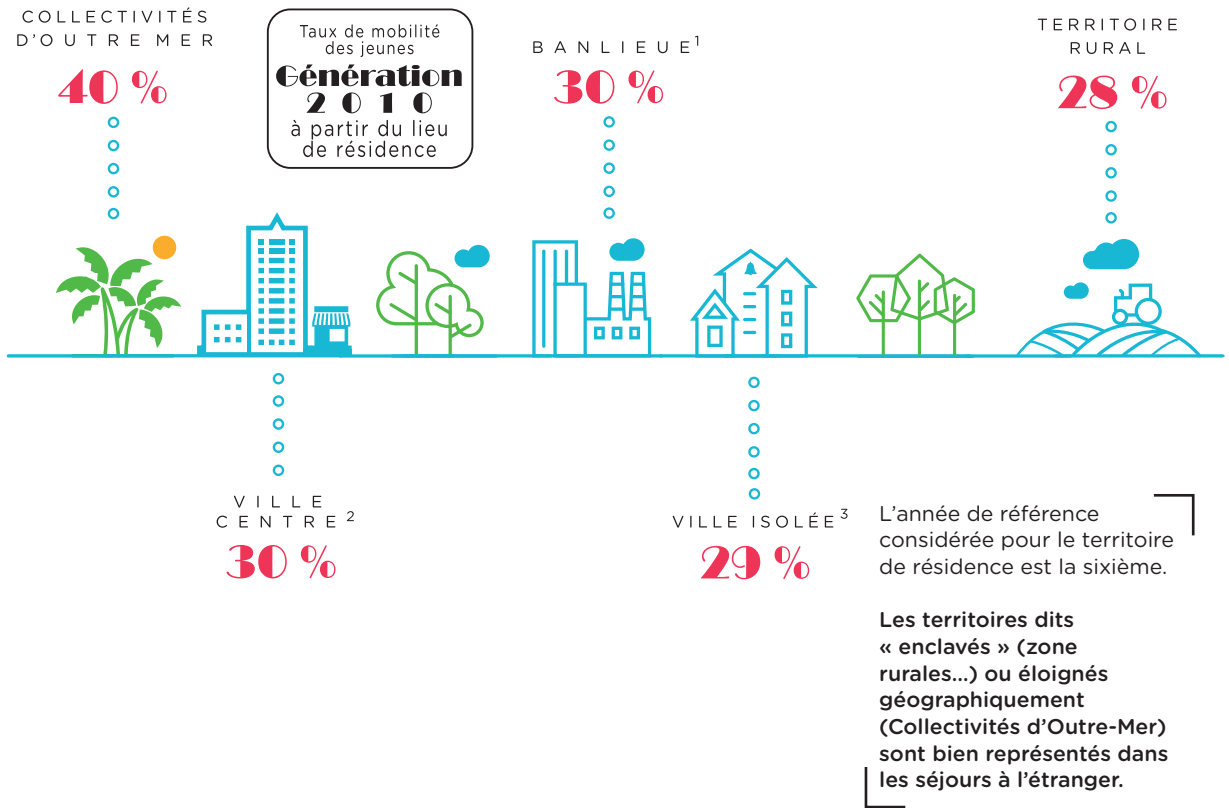 COLLECTIVITÉS
D'OUTRE MER
40 %
Taux de mobilité
des jeunes
Génération
2 0 1 0
à partir du lieu
de résidence
BANLIEUE¹
30 %
TERRITOIRE
RURAL
28 %
VILLE
CENTRE²
30 %
VILLE ISOLÉE³
29 %
L'année de référence
considérée pour le territoire
de résidence est la sixième.
Les territoires dits
« enclavés » (zone
rurales...) ou éloignés
géographiquement
(Collectivités d'Outre-Mer)
sont bien représentés dans
les séjours à l'étranger.